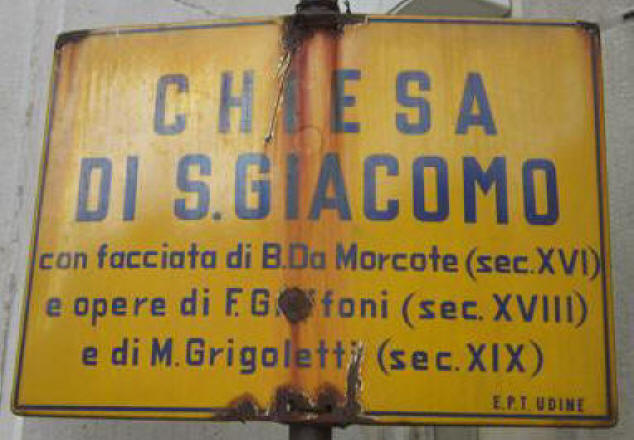 CHIESA
DI S.GIACOMO
con facciata di B.Da Morcote (sec.XVI)
e opere di F. (sec. XVIII)
e di M.Grigoletti (sec.XIX)
E.P.T. UDINE